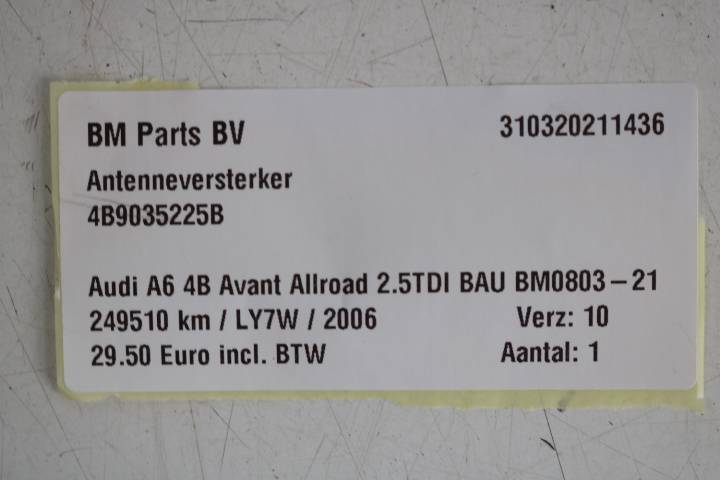 BM Parts BV 310320211436
Antenneversterker
4B9035225B
Audi A6 4B Avant Allroad 2.5TDI BAU BM0803-21
249510 km / LY7W / 2006 Verz: 10
29.50 Euro incl. BTW Aantal: 1